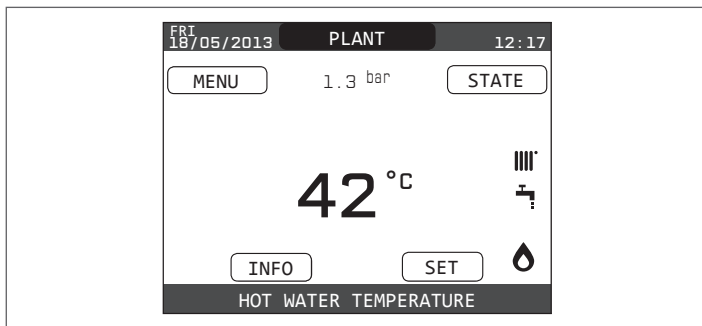 FRI
18/05/2013 PLANT 12:17
MENU 1.3 bar STATE
42 °C
INFO SET
HOT WATER TEMPERATURE